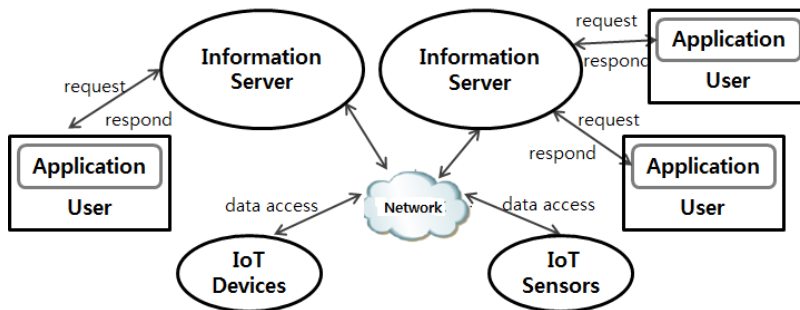 Information
Server
request
respond
Application
User
Information
Server
request
respond
Application
User
request
respond
Application
User
Network
data access
data access
IoT
Devices
IoT
Sensors